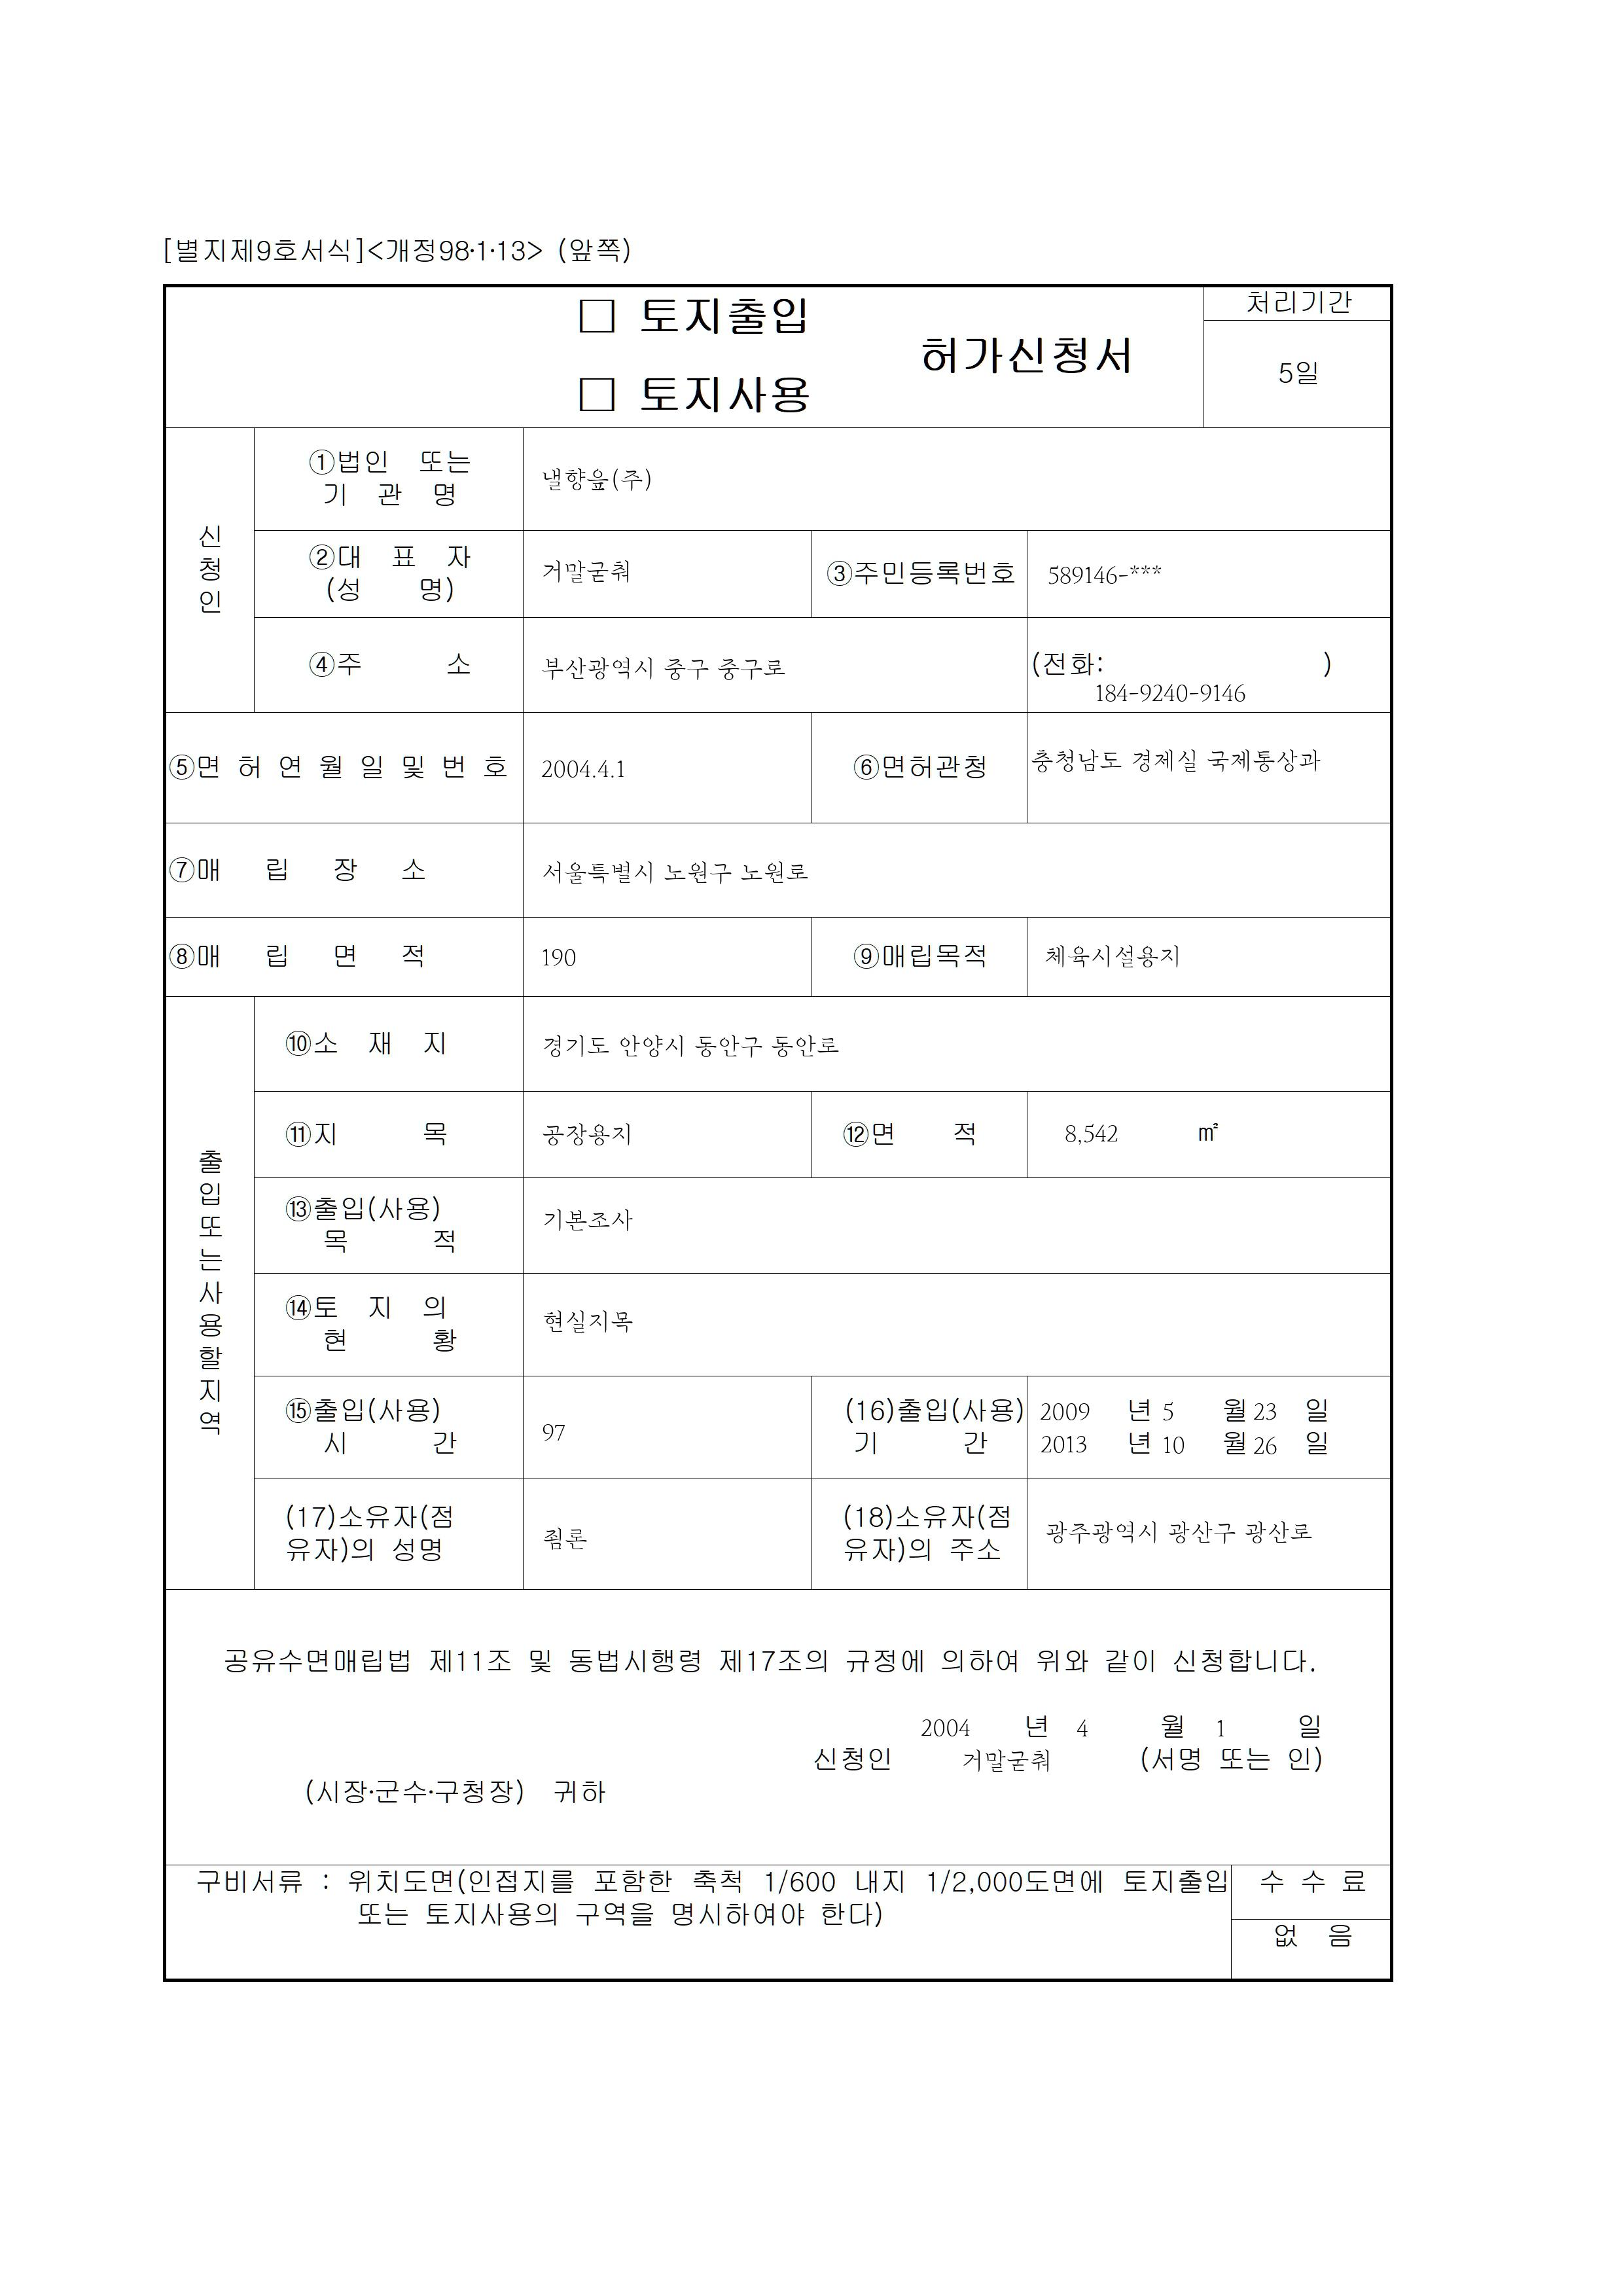 [별지제9호서식]<개정98·1·13> (앞쪽)
□ 토지출입
허가신청서
□ 토지사용
처리기간
5일
신청인
①법인 또는
기 관 명
낼향읖(주)
②대 표 자
(성 명)
거말굳춰
③주민등록번호
589146-***
④주 소
부산광역시 중구 중구로
(전화: )
184-9240-9146
⑤면 허 연 월 일 및 번 호
2004.4.1
⑥면허관청
충청남도 경제실 국제통상과
⑦매 립 장 소
서울특별시 노원구 노원로
⑧매 립 면 적
190
⑨매립목적
체육시설용지
출입또는사용할지역
⑩소 재 지
경기도 안양시 동안구 동안로
⑪지 목
공장용지
⑫면 적
8,542 ㎡
⑬출입(사용)
목 적
기본조사
⑭토 지 의
현 황
현실지목
⑮출입(사용)
시 간
97
(16)출입(사용)
기 간
2009 년 5 월 23 일
2013 년 10 월 26 일
(17)소유자(점
유자)의 성명
(18)소유자(점
유자)의 주소
광주광역시 광산구 광산로
공유수면매립법 제11조 및 동법시행령 제17조의 규정에 의하여 위와 같이 신청합니다.
2004 년 4 월 1 일
신청인 거말굳춰 (서명 또는 인)
(시장·군수·구청장) 귀하
구비서류 : 위치도면(인접지를 포함한 축척 1/600 내지 1/2,000도면에 토지출입
또는 토지사용의 구역을 명시하여야 한다)
수 수 료
없 음